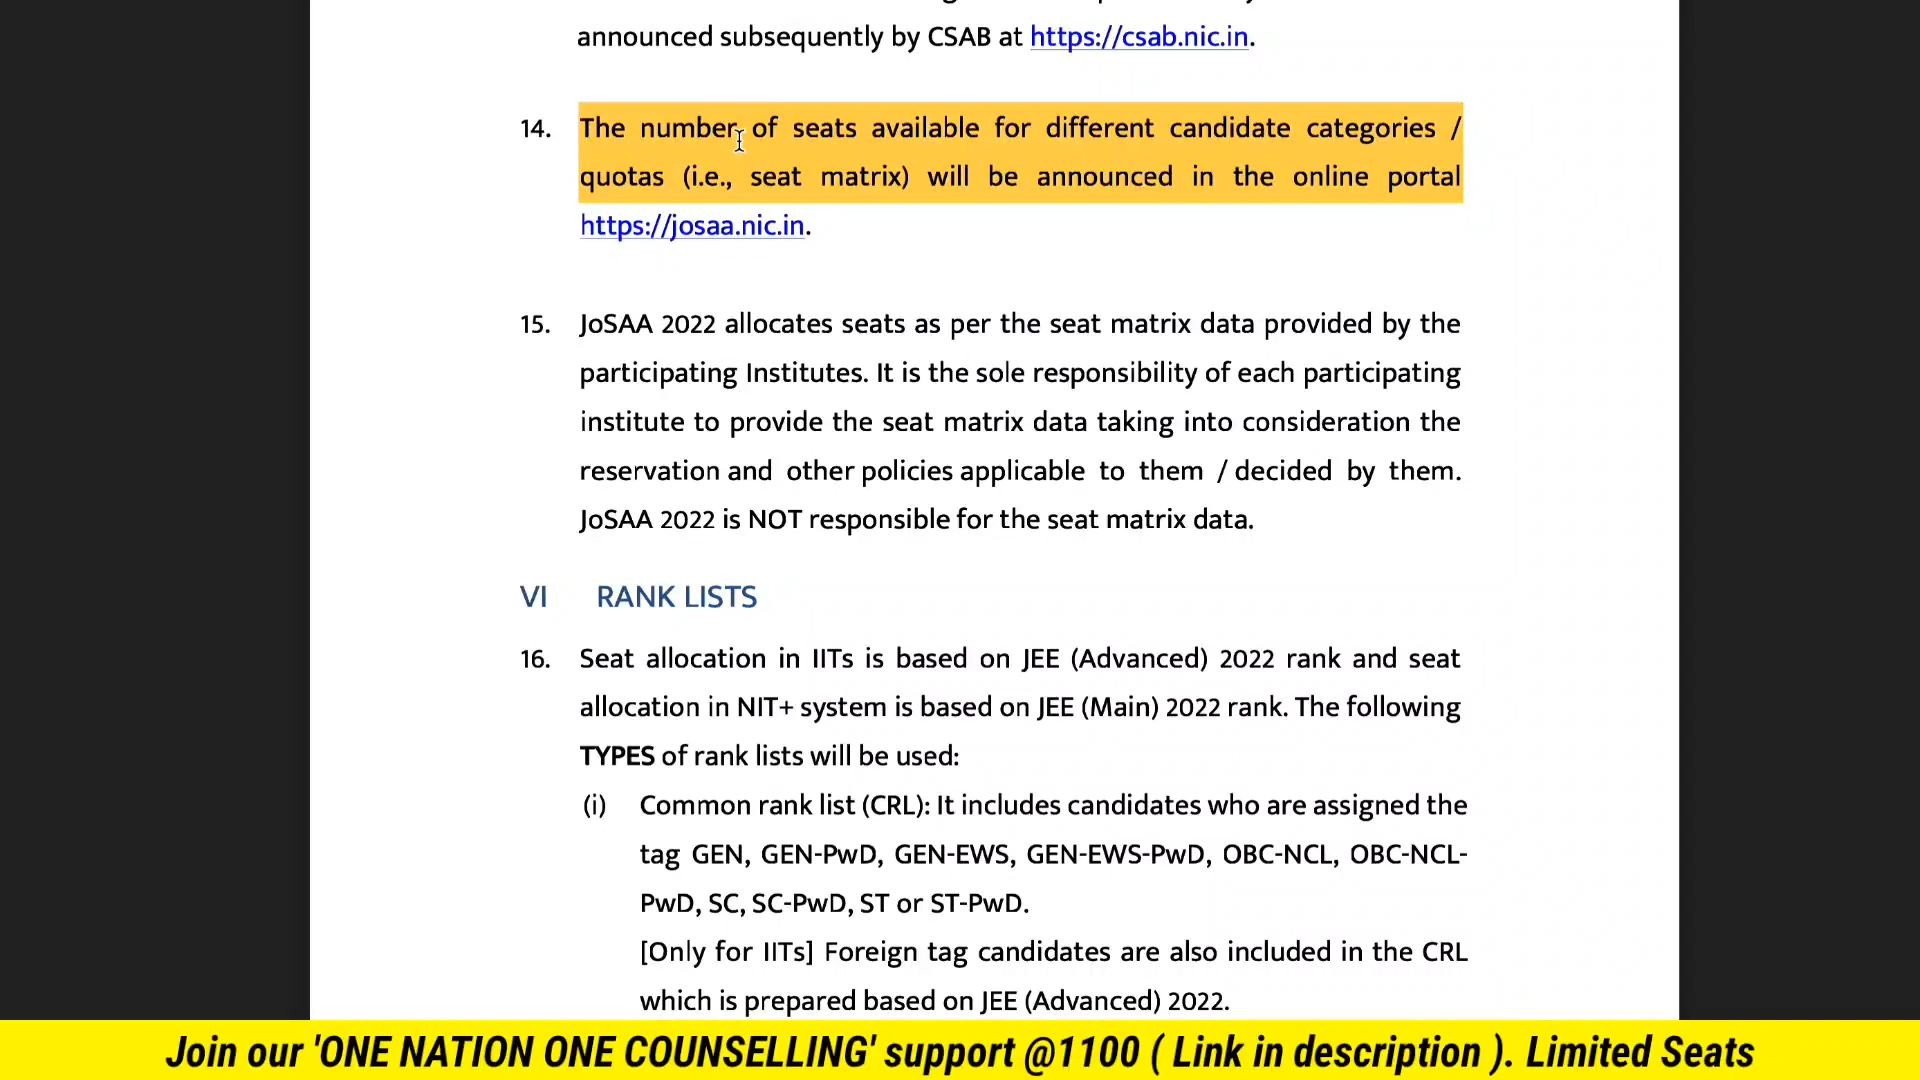 announced subsequently by CSAB at https://csab.nic.in.
14. The number of seats available for different candidate categories /
quotas (i.e., seat matrix) will be announced in the online portal
https://josaa.nic.in.
15. JoSAA 2022 allocates seats as per the seat matrix data provided by the
participating Institutes. It is the sole responsibility of each participating
institute to provide the seat matrix data taking into consideration the
reservation and other policies applicable to them / decided by them.
JoSAA 2022 is NOT responsible for the seat matrix data.
VI RANK LISTS
16. Seat allocation in IITs is based on JEE (Advanced) 2022 rank and seat
allocation in NIT+ system is based on JEE (Main) 2022 rank. The following
TYPES of rank lists will be used:
(i) Common rank list (CRL): It includes candidates who are assigned the
tag GEN, GEN-PwD, GEN-EWS, GEN-EWS-PwD, OBC-NCL, OBC-NCL-
PwD, SC, SC-PwD, ST or ST-PwD.
[Only for IITs] Foreign tag candidates are also included in the CRL
which is prepared based on JEE (Advanced) 2022.
Join our 'ONE NATION ONE COUNSELLING' support @1100 ( Link in description ). Limited Seats